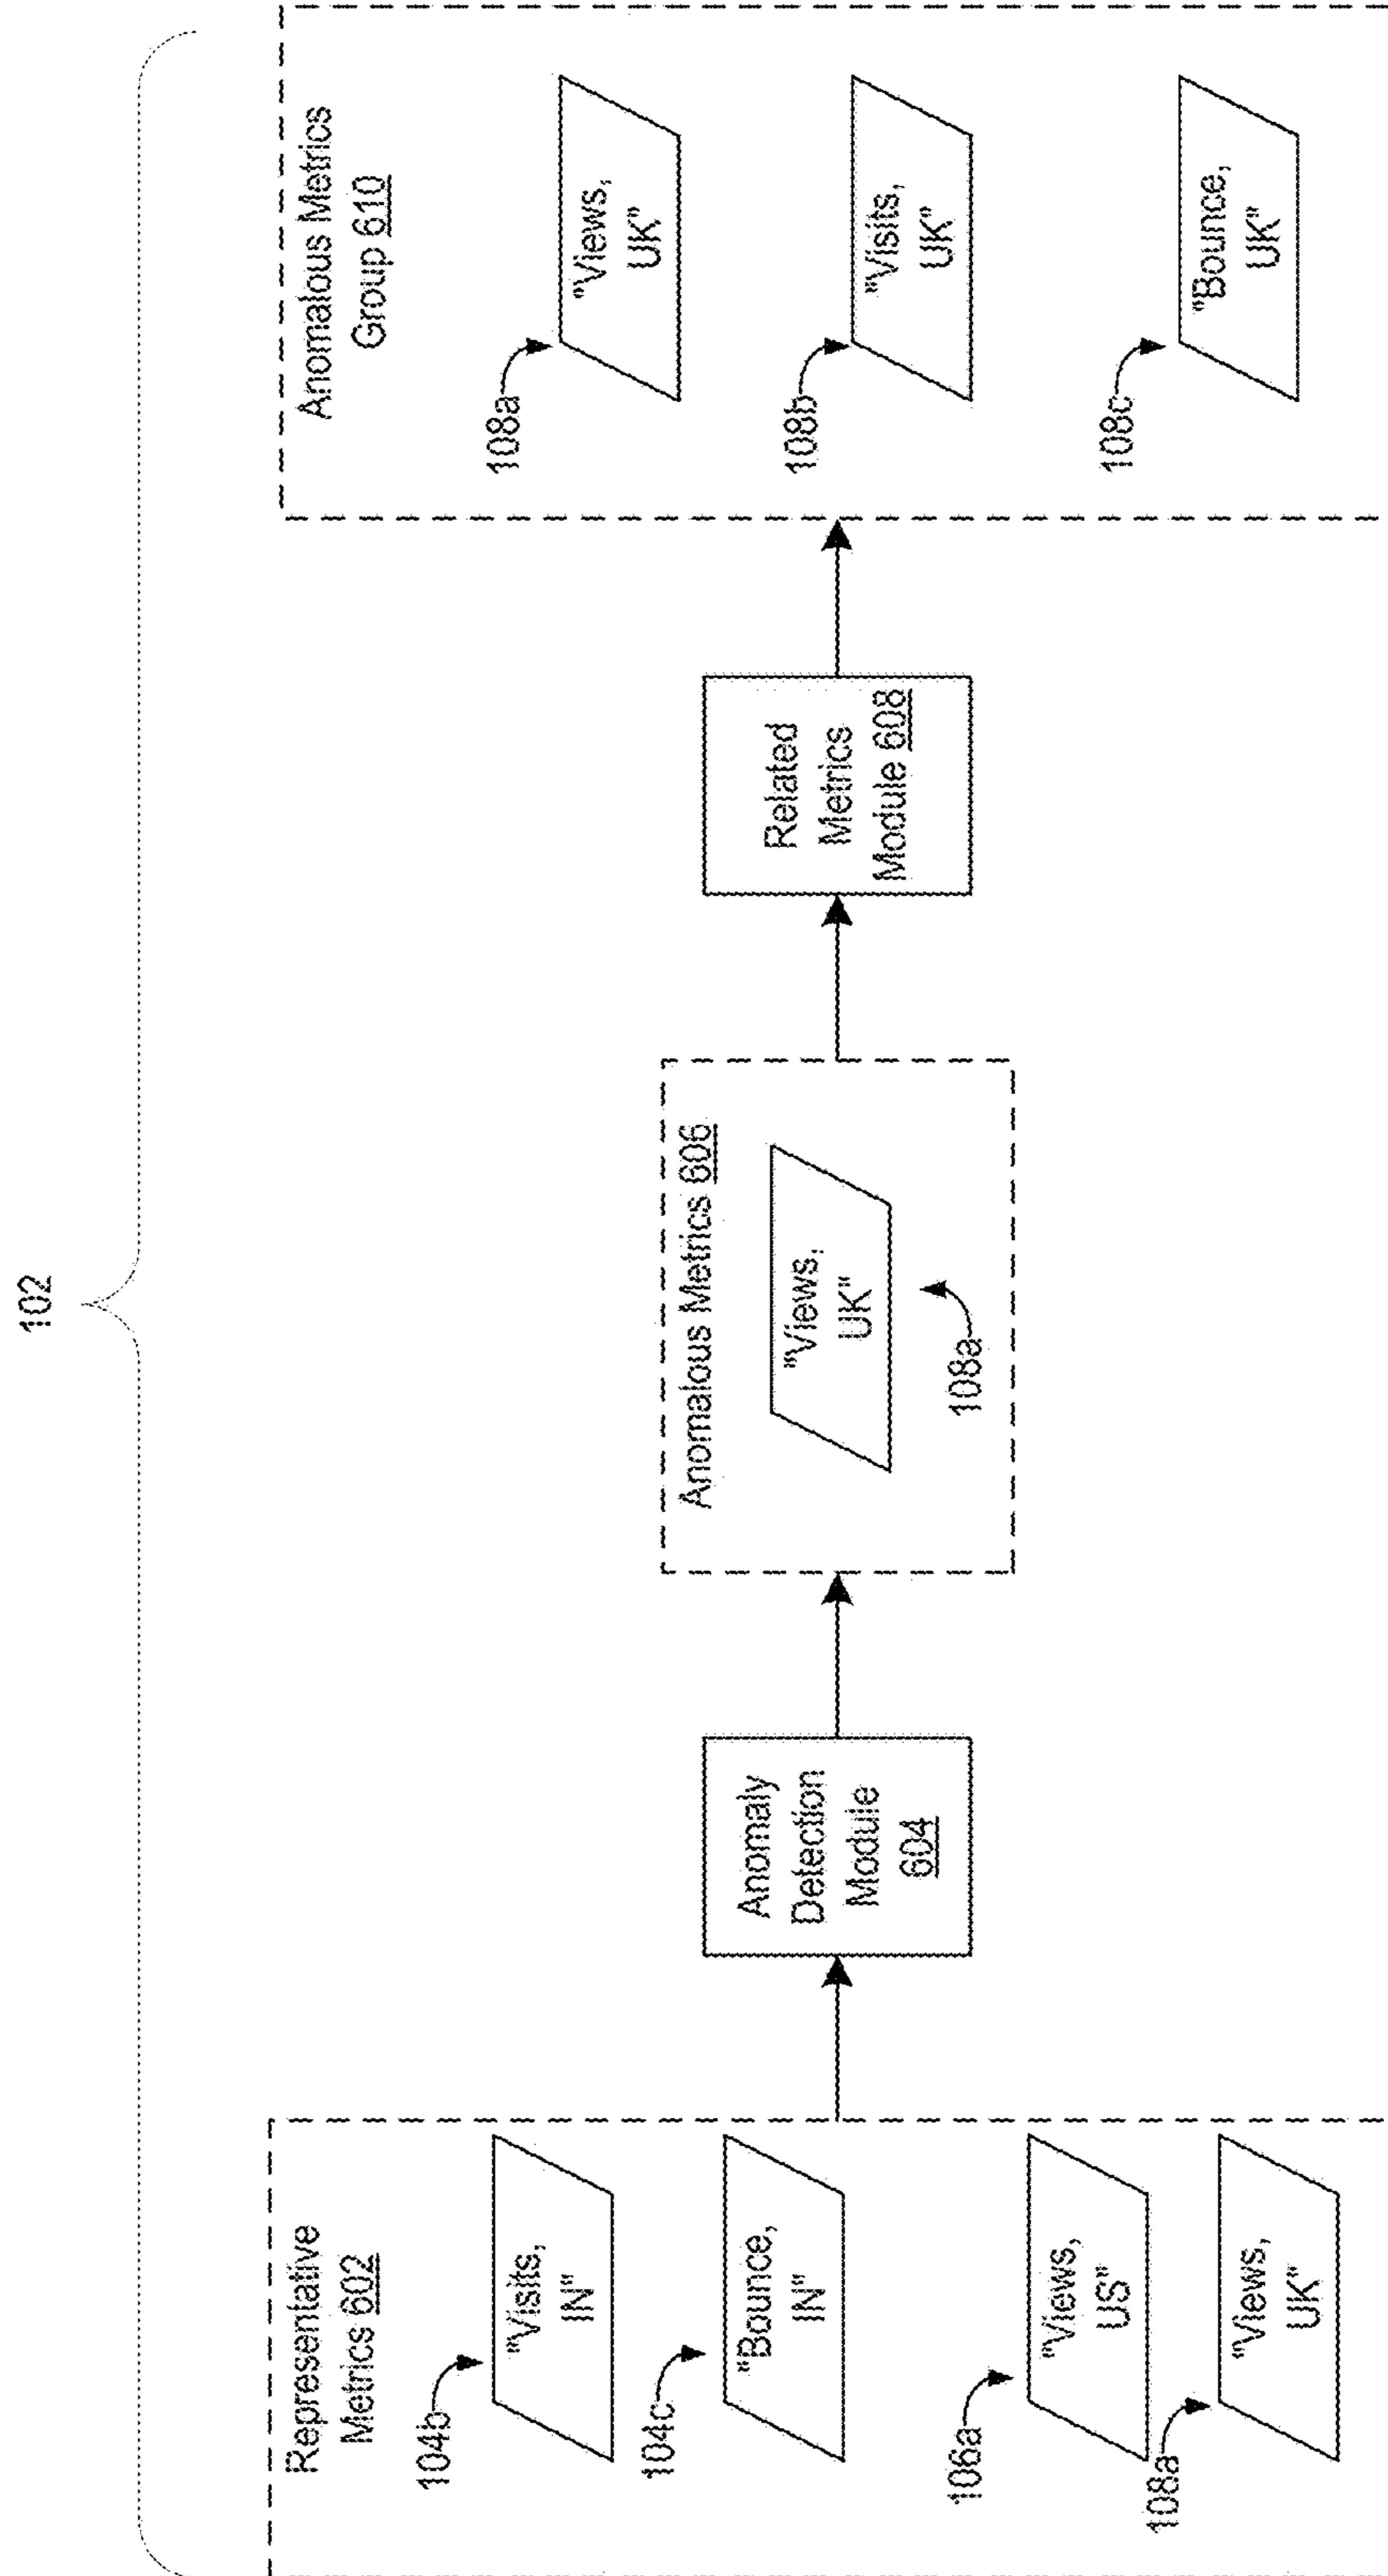 102
Representative
Metrics 602
104b
"Visits,
IN"
104c
"Bounce,
IN"
106a
"Views,
US"
108a
"Views,
UK"
Anomaly
Detection
Module
604
Anomalous Metrics 606
"Views,
UK"
108a
Related
Metrics
Module 608
Anomalous Metrics
Group 610
108a
"Views,
UK"
108b
"Visits,
UK"
108c
"Bounce,
UK"